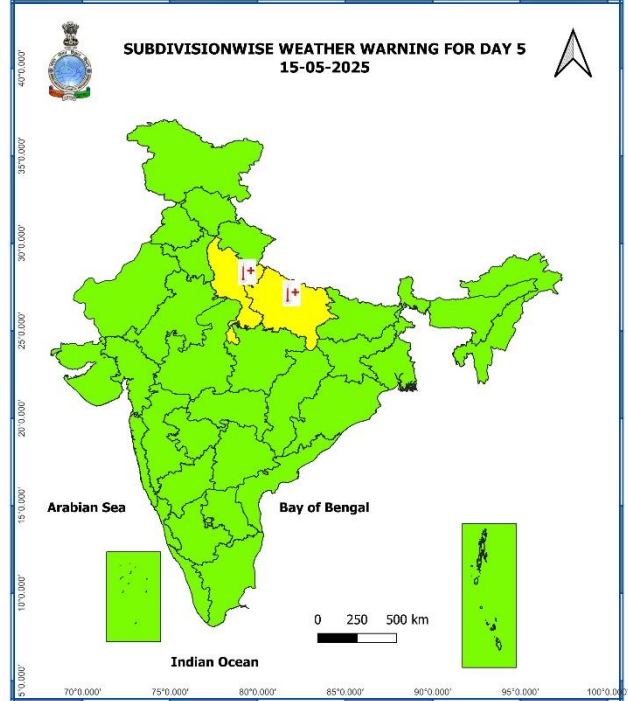 SUBDIVISIONWISE WEATHER WARNING FOR DAY 5
15-05-2025
40°0.000'
35°0.000'
30°0.000'
25°0.000'
20°0.000'
15°0.000'
10°0.000'
5°0.000'
Arabian Sea
Bay of Bengal
0 250 500 km
Indian Ocean
70°0.000' 75°0.000' 80°0.000' 85°0.000' 90°0.000' 95°0.000' 100°0.000'